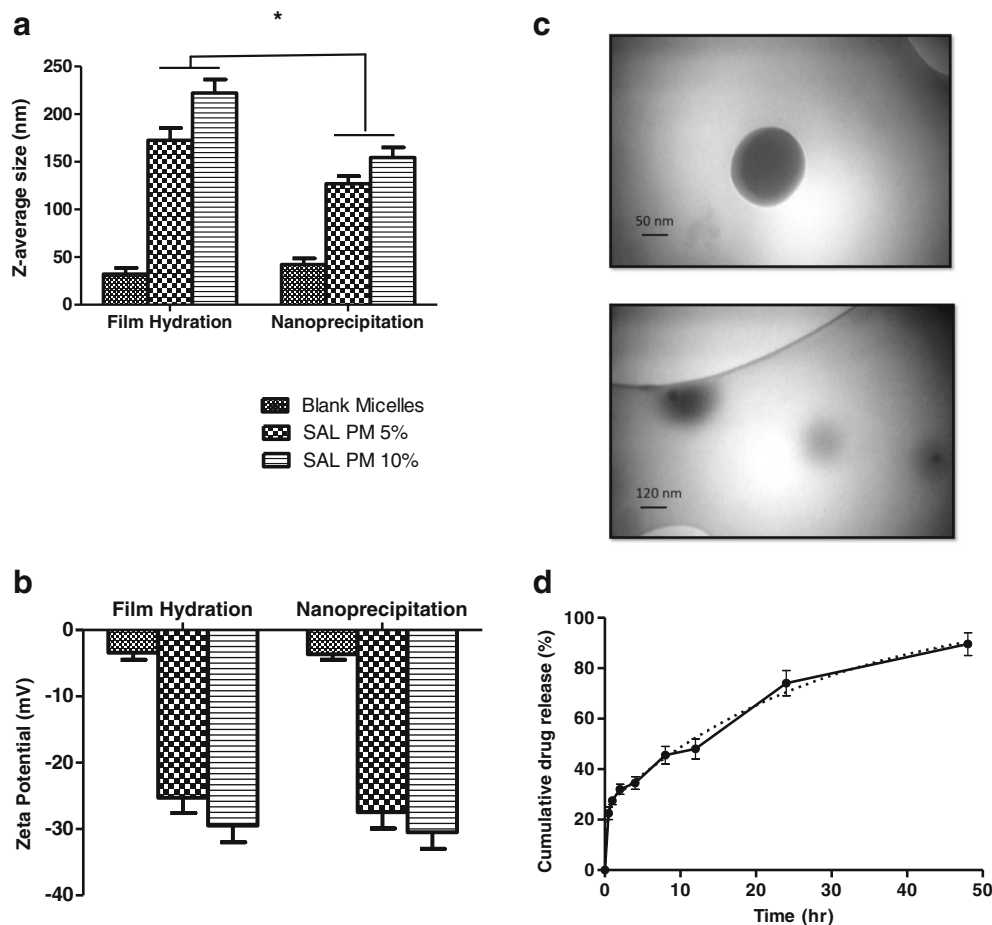 a
*
Z-average size (nm)
250
200
150
100
50
0
Film Hydration Nanoprecipitation
Blank Micelles
SAL PM 5%
SAL PM 10%
b
Film Hydration Nanoprecipitation
Zeta Potential (mV)
0
-10
-20
-30
-40
c
50 nm
120 nm
d
Cumulative drug release (%)
100
80
60
40
20
0
0 10 20 30 40 50
Time (hr)